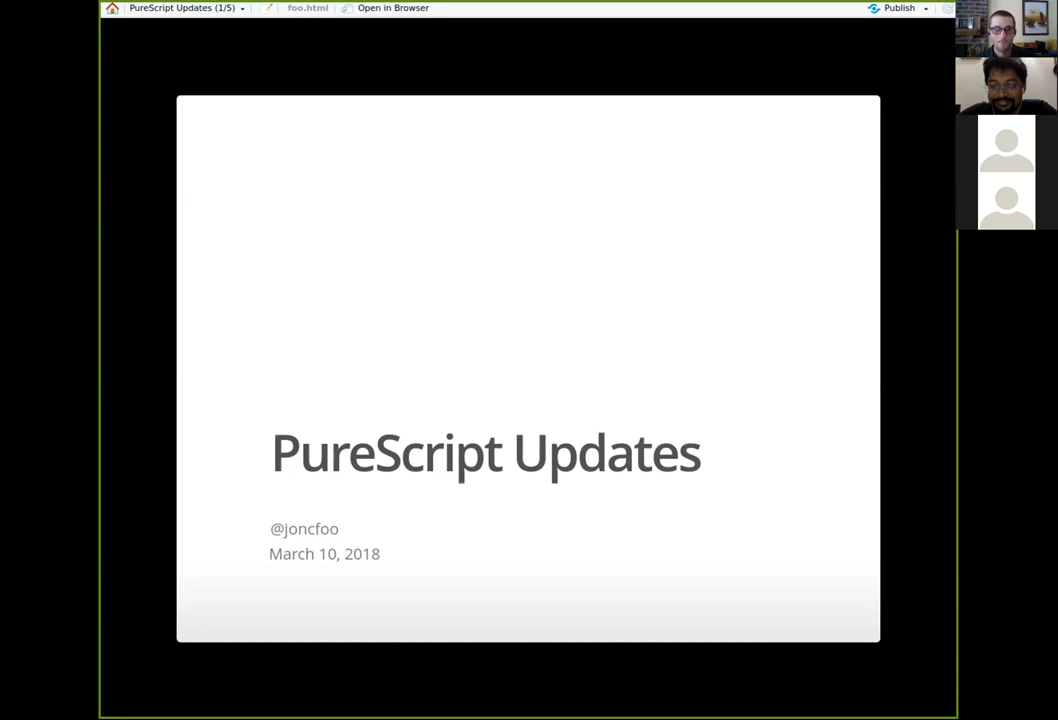 PureScript Updates (1/5)
foo.html
Open in Browser
Publish
PureScript Updates
@joncfoo
March 10, 2018